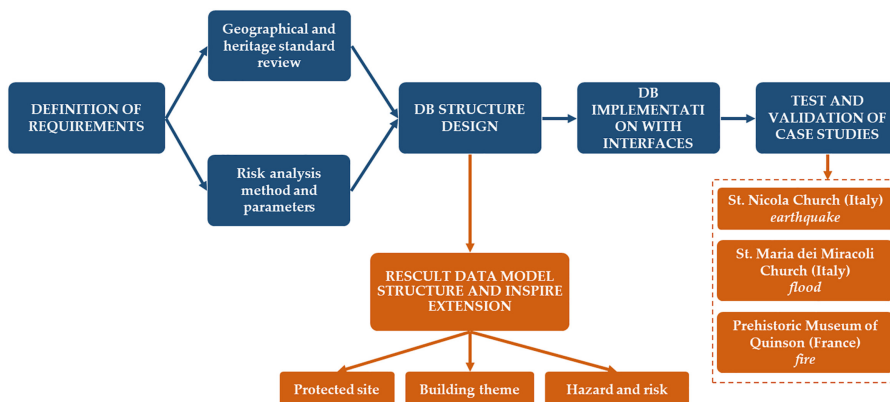 Geographical and
heritage standard
review
DEFINITION OF
REQUIREMENTS
Risk analysis
method and
parameters
DB STRUCTURE
DESIGN
DB
IMPLEMENTATI
ON WITH
INTERFACES
TEST AND
VALIDATION OF
CASE STUDIES
St. Nicola Church (Italy)
earthquake
St. Maria dei Miracoli
Church (Italy)
flood
Prehistoric Museum of
Quinson (France)
fire
RESCULT DATA MODEL
STRUCTURE AND INSPIRE
EXTENSION
Protected site
Building theme
Hazard and risk